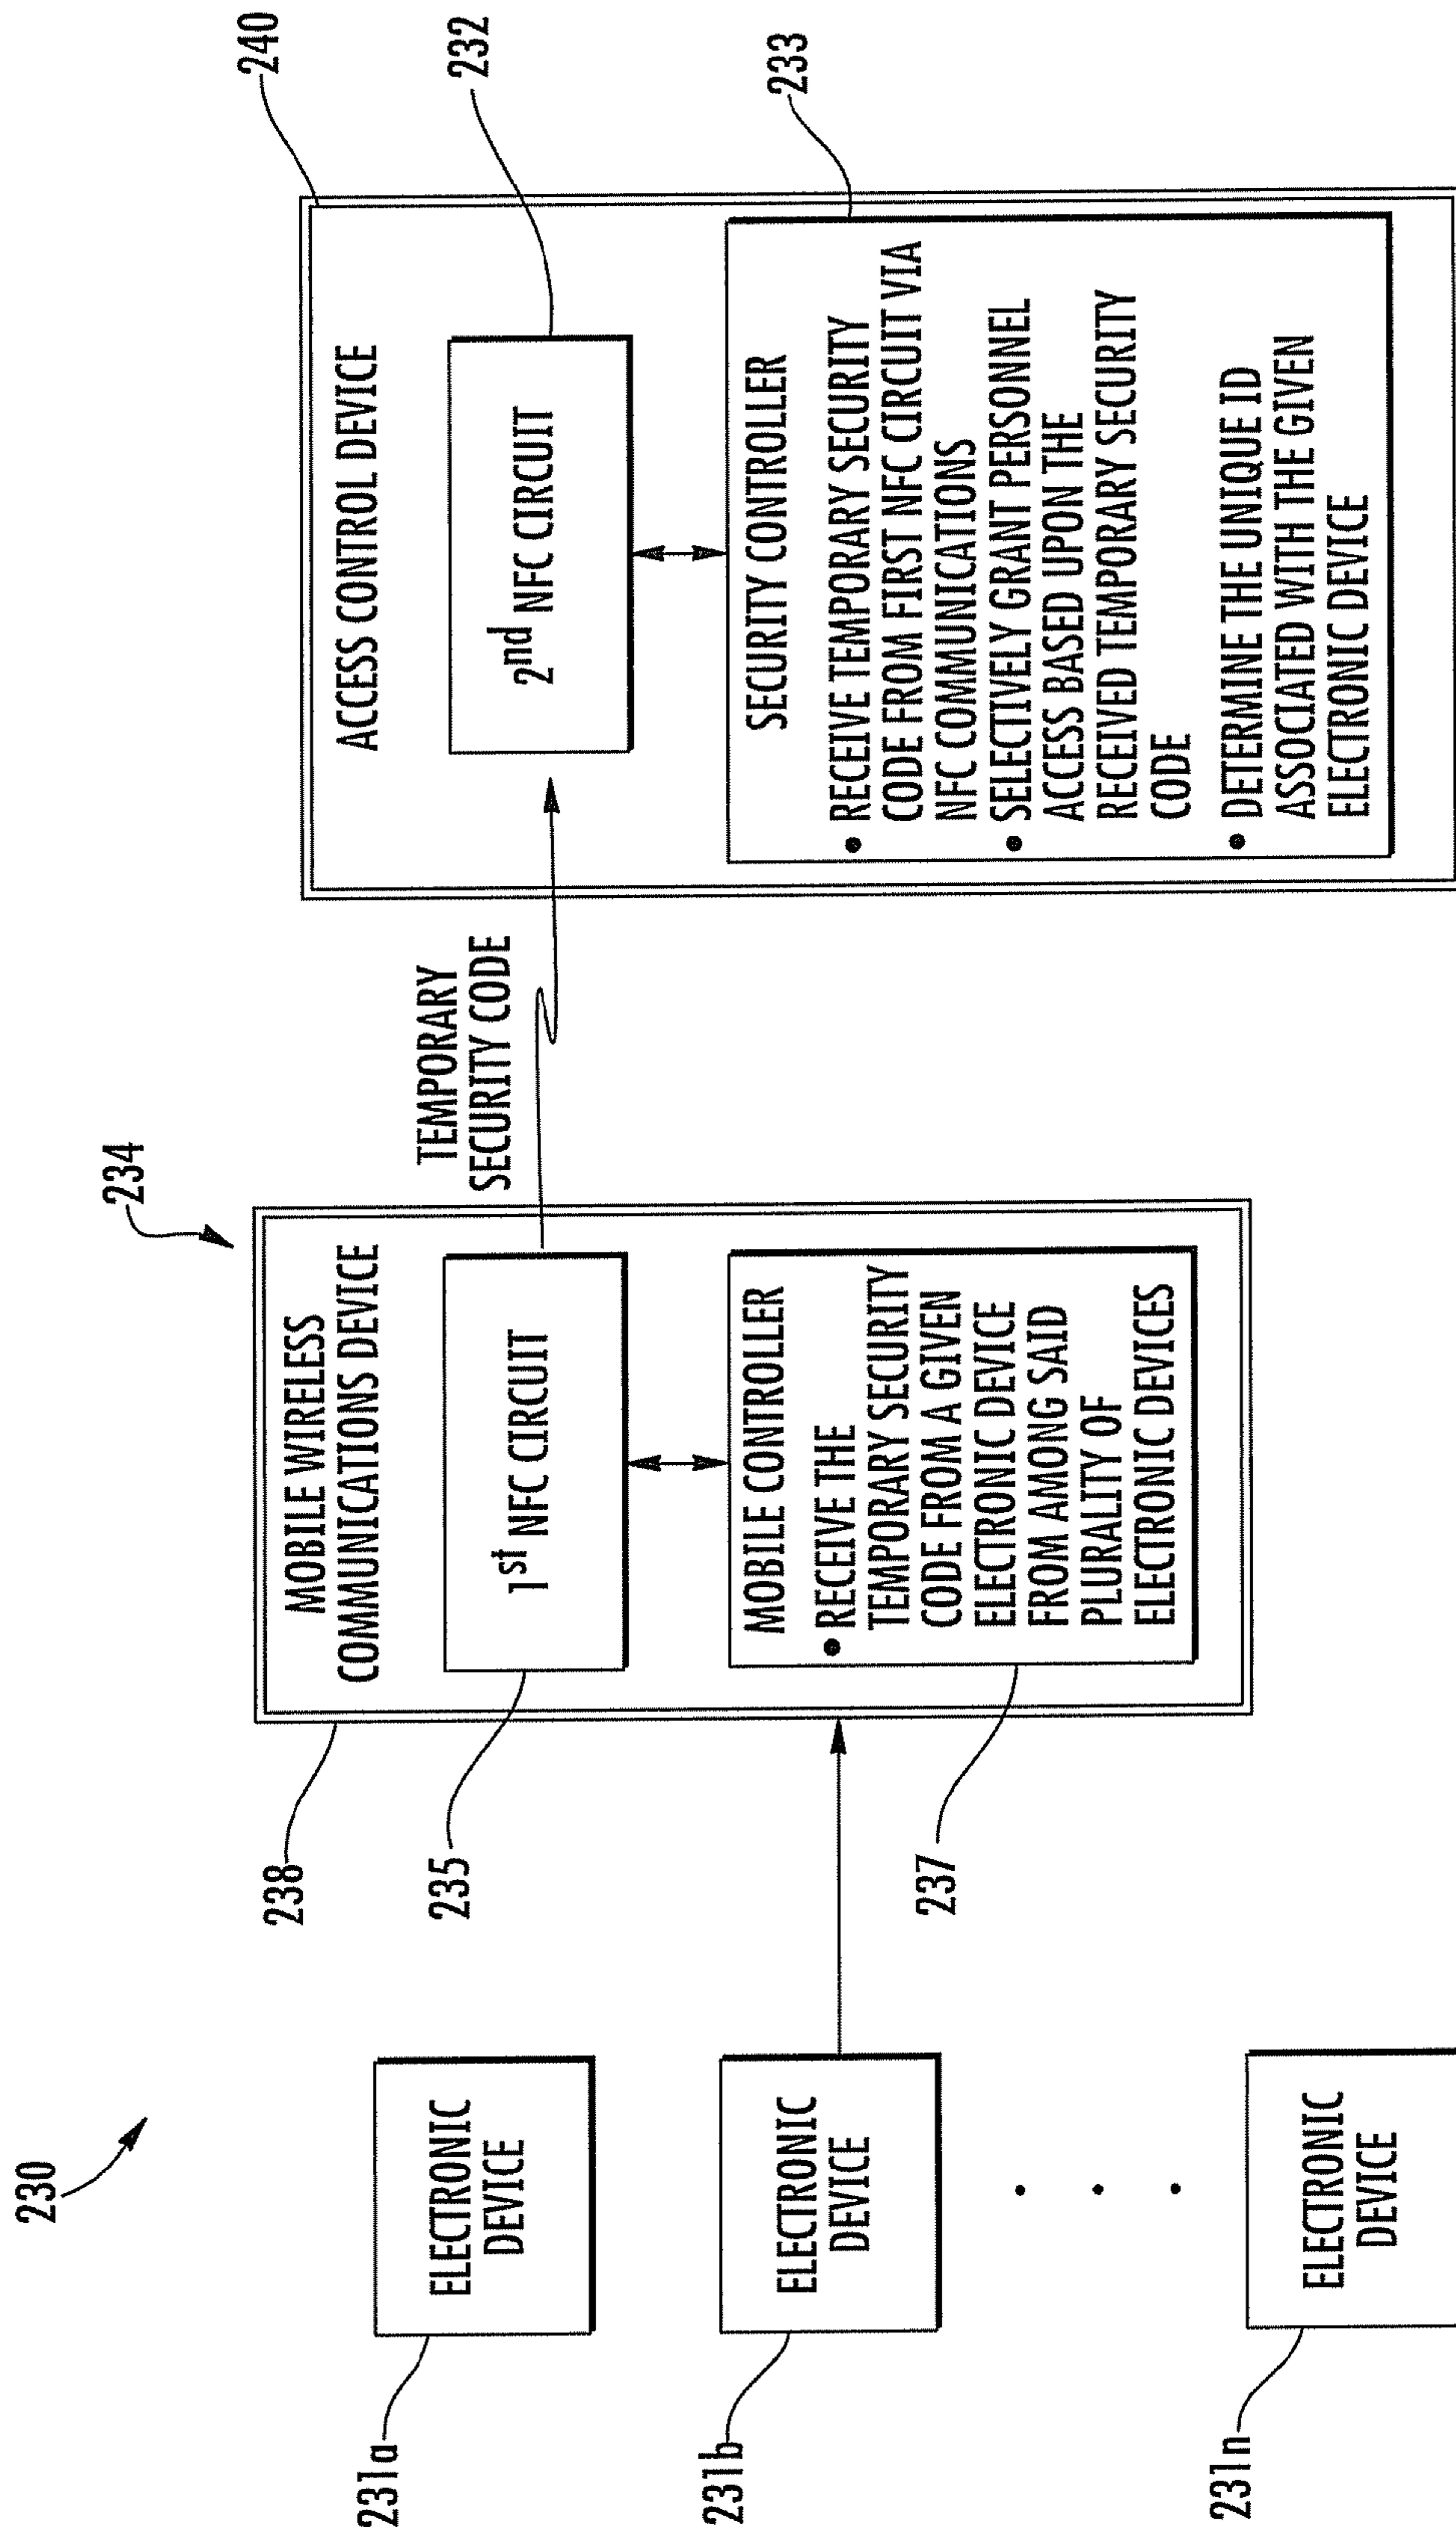 230
234
240
238
MOBILE WIRELESS
COMMUNICATIONS DEVICE
ACCESS CONTROL DEVICE
232
231a
ELECTRONIC
DEVICE
235
1st NFC CIRCUIT
TEMPORARY
SECURITY CODE
2nd NFC CIRCUIT
233
231b
ELECTRONIC
DEVICE
237
MOBILE CONTROLLER
• RECEIVE THE
TEMPORARY SECURITY
CODE FROM A GIVEN
ELECTRONIC DEVICE
FROM AMONG SAID
PLURALITY OF
ELECTRONIC DEVICES
SECURITY CONTROLLER
• RECEIVE TEMPORARY SECURITY
CODE FROM FIRST NFC CIRCUIT VIA
NFC COMMUNICATIONS
• SELECTIVELY GRANT PERSONNEL
ACCESS BASED UPON THE
RECEIVED TEMPORARY SECURITY
CODE
• DETERMINE THE UNIQUE ID
ASSOCIATED WITH THE GIVEN
ELECTRONIC DEVICE
231n
ELECTRONIC
DEVICE